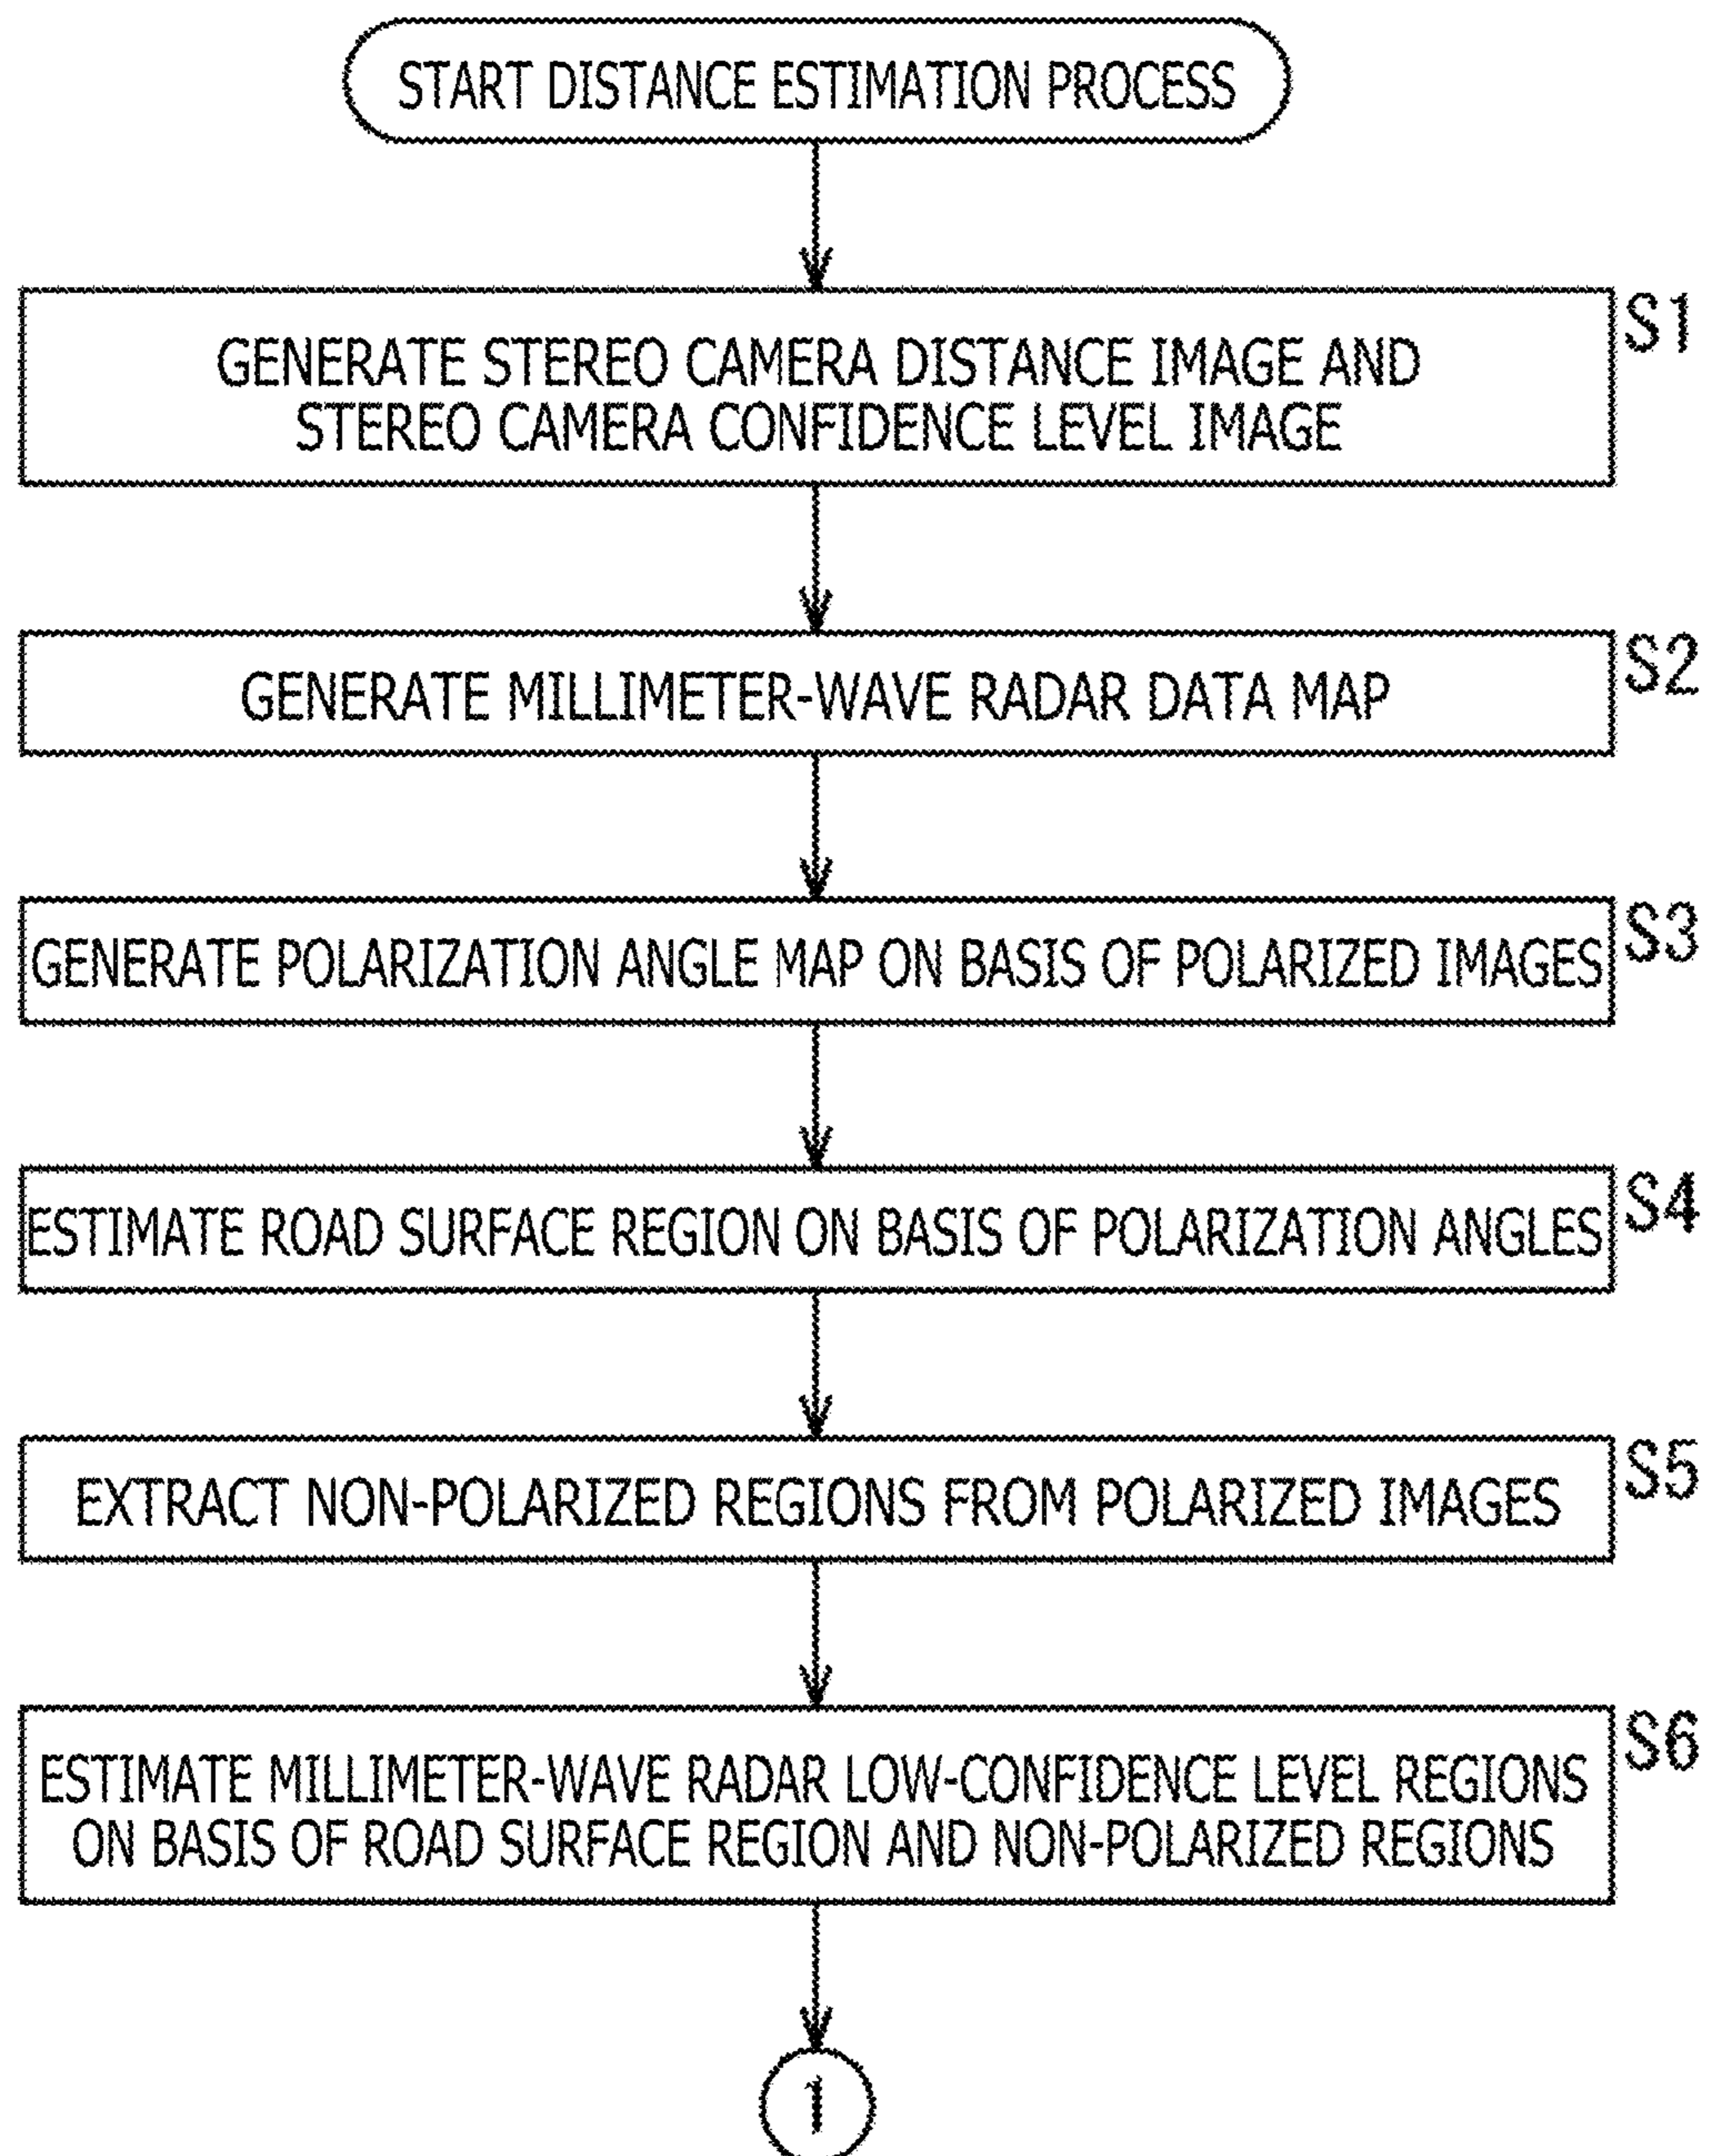 START DISTANCE ESTIMATION PROCESS
S1
GENERATE STEREO CAMERA DISTANCE IMAGE AND
STEREO CAMERA CONFIDENCE LEVEL IMAGE
S2
GENERATE MILLIMETER-WAVE RADAR DATA MAP
S3
GENERATE POLARIZATION ANGLE MAP ON BASIS OF POLARIZED IMAGES
S4
ESTIMATE ROAD SURFACE REGION ON BASIS OF POLARIZATION ANGLES
S5
EXTRACT NON-POLARIZED REGIONS FROM POLARIZED IMAGES
S6
ESTIMATE MILLIMETER-WAVE RADAR LOW-CONFIDENCE LEVEL REGIONS
ON BASIS OF ROAD SURFACE REGION AND NON-POLARIZED REGIONS
1